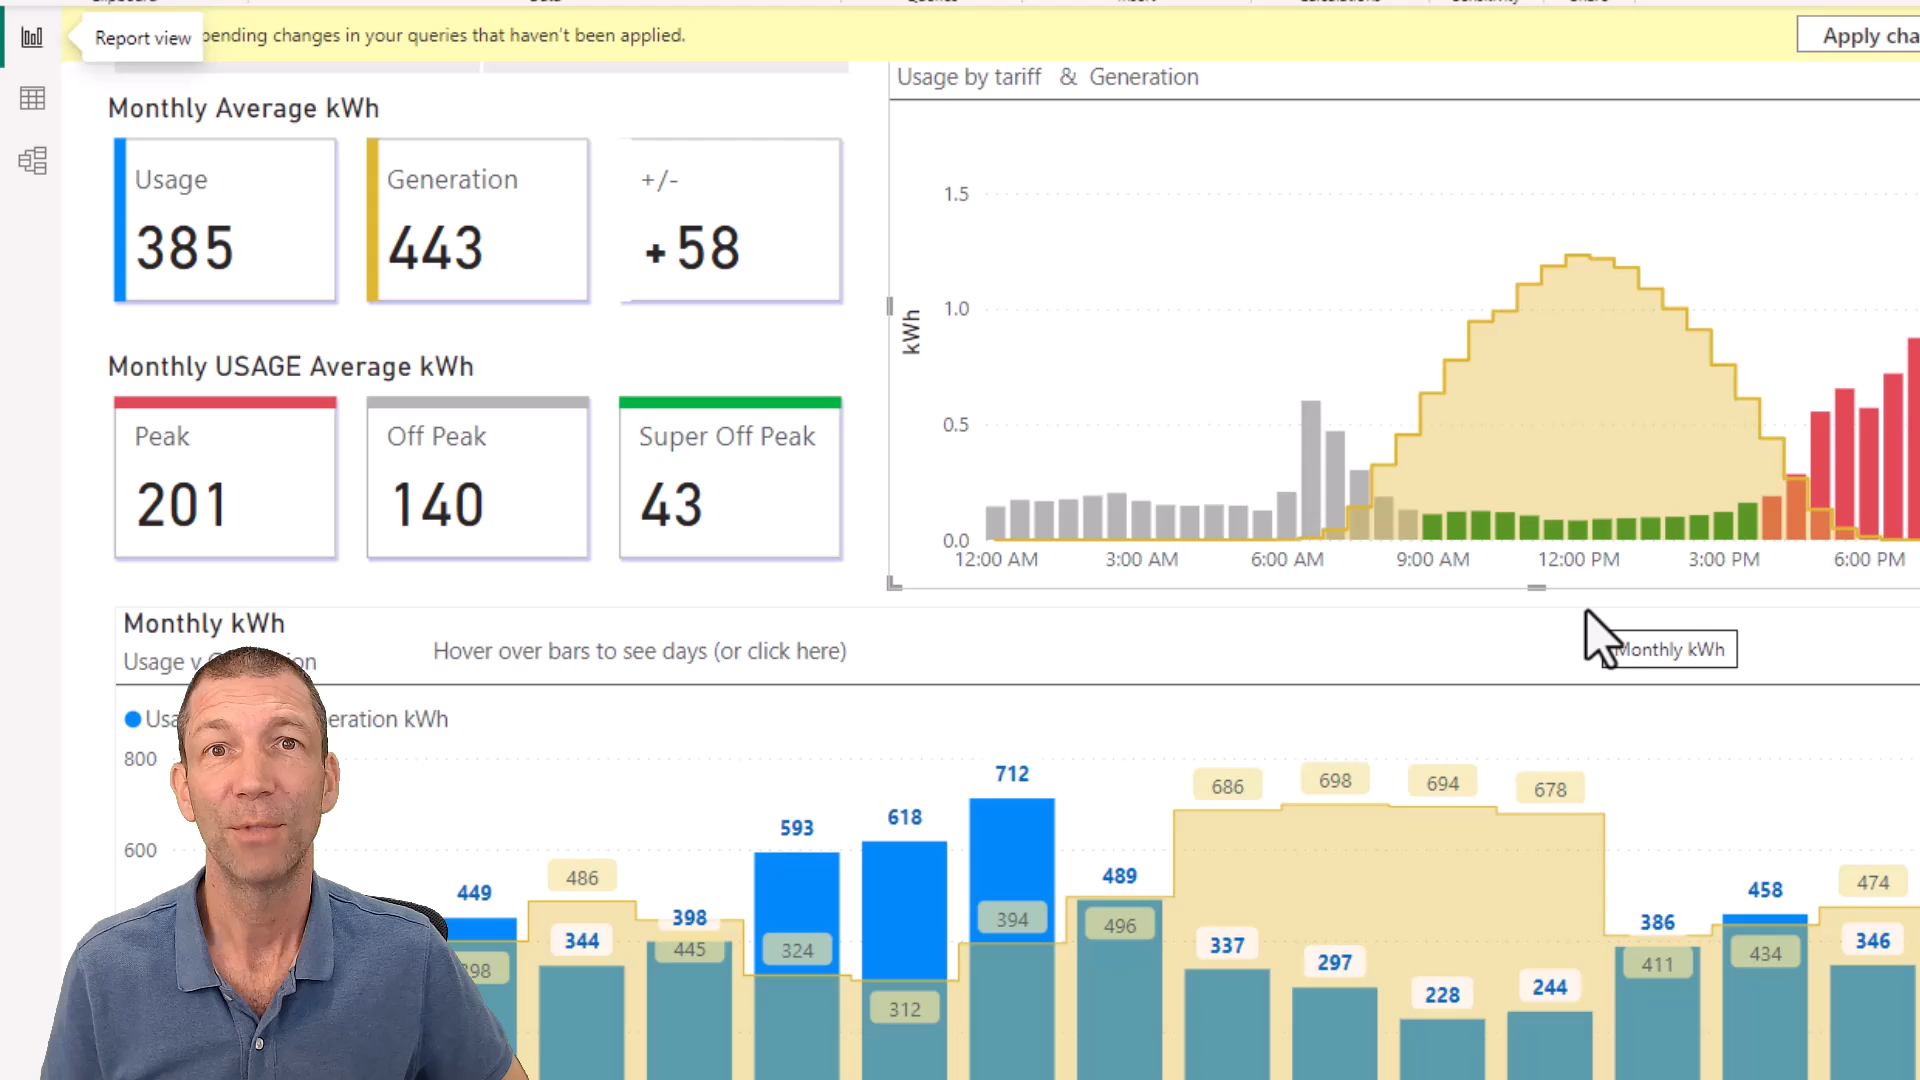 Report view
pending changes in your queries that haven't been applied.
Apply cha
Monthly Average kWh
Usage
385
Generation
443
+/-
+58
Monthly USAGE Average kWh
Peak
201
Off Peak
140
Super Off Peak
43
Usage by tariff & Generation
kWh
1.5
1.0
0.5
0.0
12:00 AM 3:00 AM 6:00 AM 9:00 AM 12:00 PM 3:00 PM 6:00 PM
Monthly kWh
Monthly kWh
Usage v
Hover over bars to see days (or click here)
eration kWh
800
600
449
398
486
344
398
445
593
324
618
312
712
394
489
496
686
337
698
297
694
228
678
244
386
411
458
434
474
346